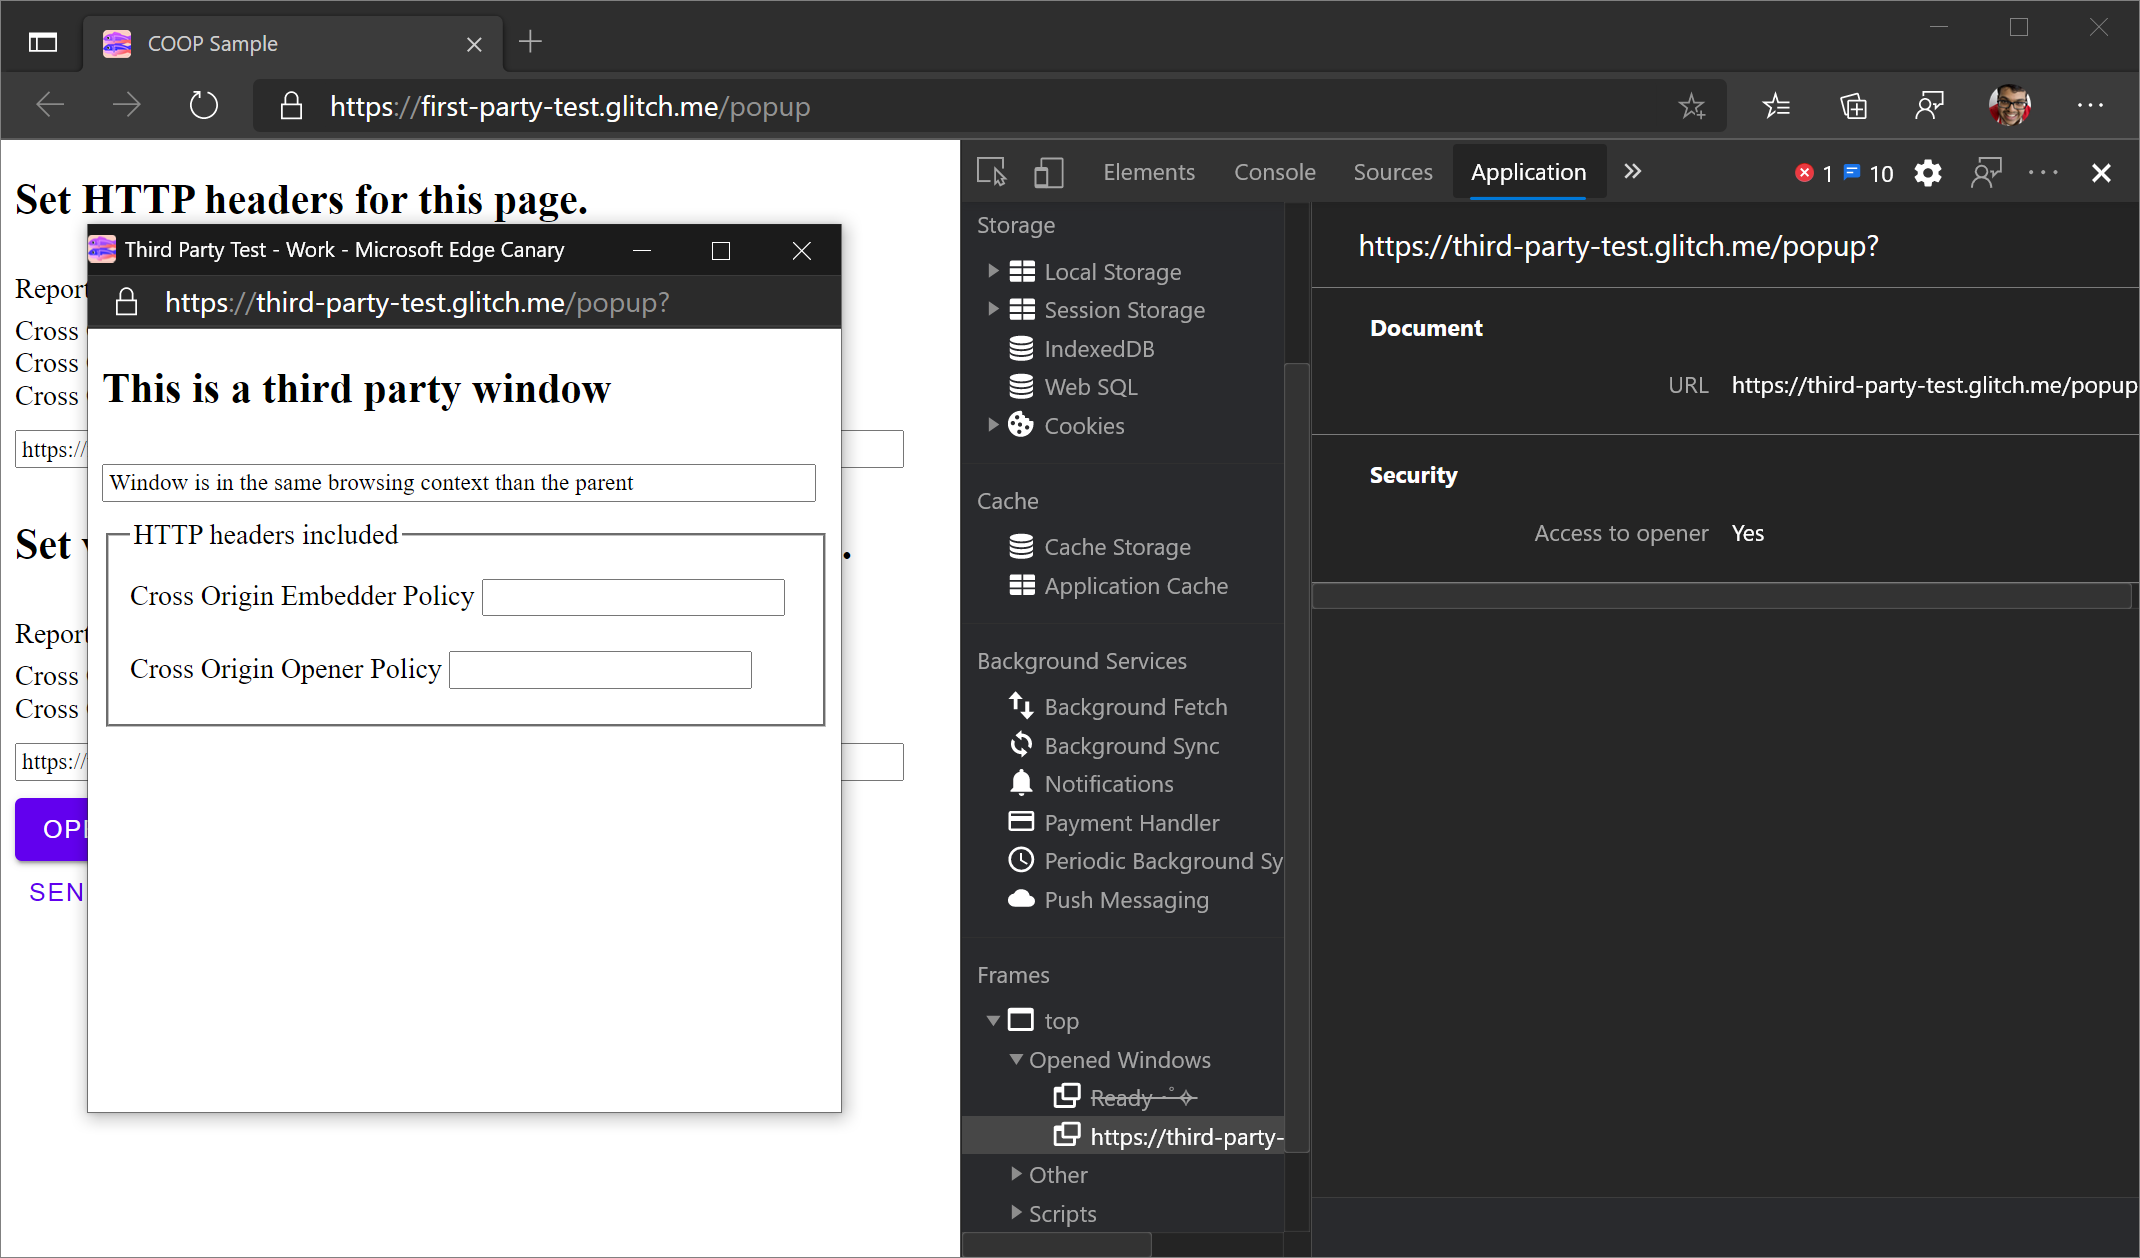 COOP Sample
https://first-party-test.glitch.me/popup
Set HTTP headers for this page.
Report
Cross
Cross
Cross
https://
Set
.
Report
Cross
Cross
https://
SEN
Third Party Test - Work - Microsoft Edge Canary
https://third-party-test.glitch.me/popup?
This is a third party window
Window is in the same browsing context than the parent
HTTP headers included
Cross Origin Embedder Policy
Cross Origin Opener Policy
Elements Console Sources Application 1 10
Storage
Local Storage
Session Storage
IndexedDB
Web SQL
Cookies
Cache
Cache Storage
Application Cache
Background Services
Background Fetch
Background Sync
Notifications
Payment Handler
Periodic Background Sy
Push Messaging
Frames
top
Opened Windows
Ready
https://third-party-
Other
Scripts
https://third-party-test.glitch.me/popup?
Document
URL https://third-party-test.glitch.me/popup
Security
Access to opener Yes